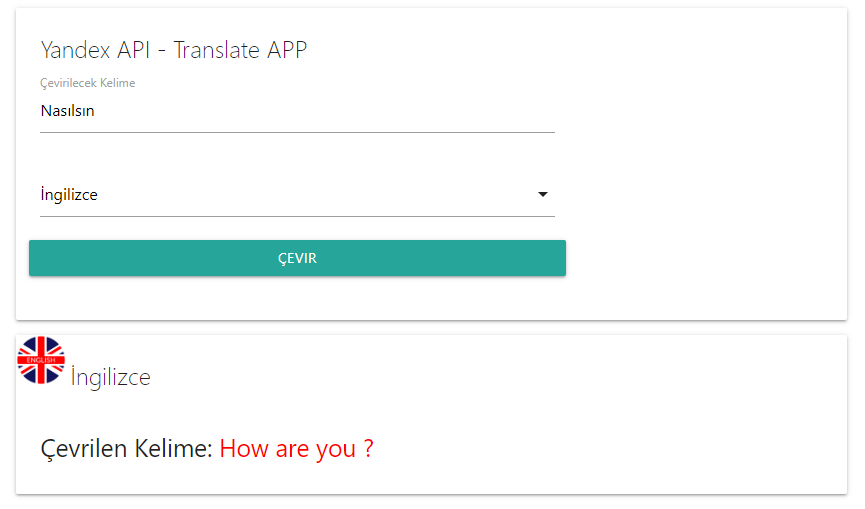 Yandex API - Translate APP
Çevirilecek Kelime
Nasılsın
İngilizce
ÇEVIR
ENGLISH
İngilizce
Çevrilen Kelime: How are you ?